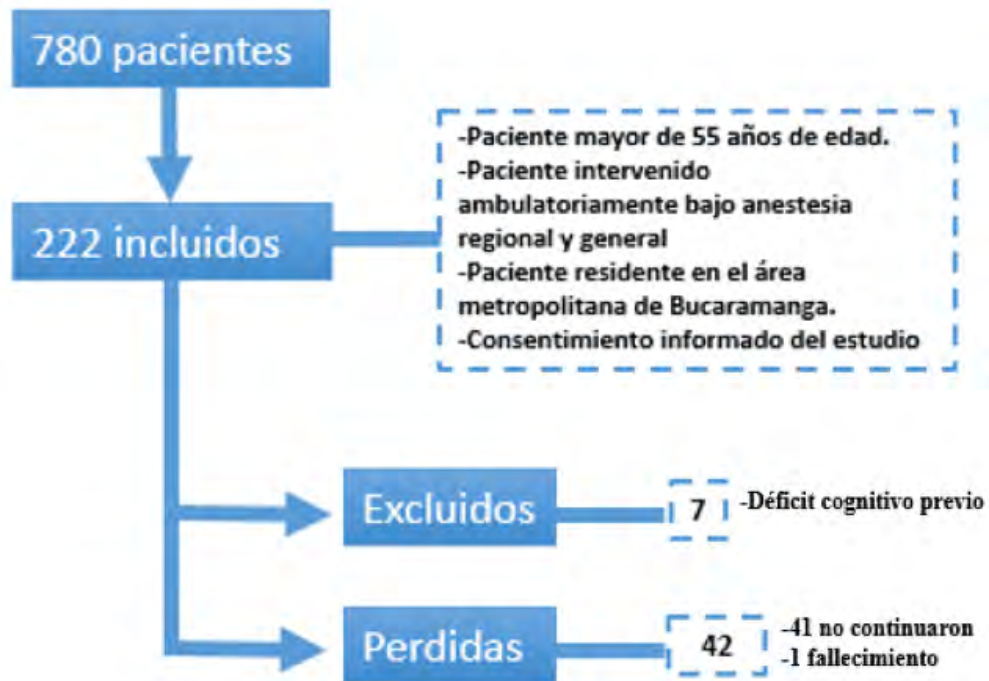 780 pacientes
222 incluidos
-Paciente mayor de 55 años de edad.
-Paciente intervenido
ambulatoriamente bajo anestesia
regional y general
-Paciente residente en el área
metropolitana de Bucaramanga.
-Consentimiento informado del estudio
Excluidos
7
-Déficit cognitivo previo
Perdidas
42
-41 no continuaron
-1 fallecimiento